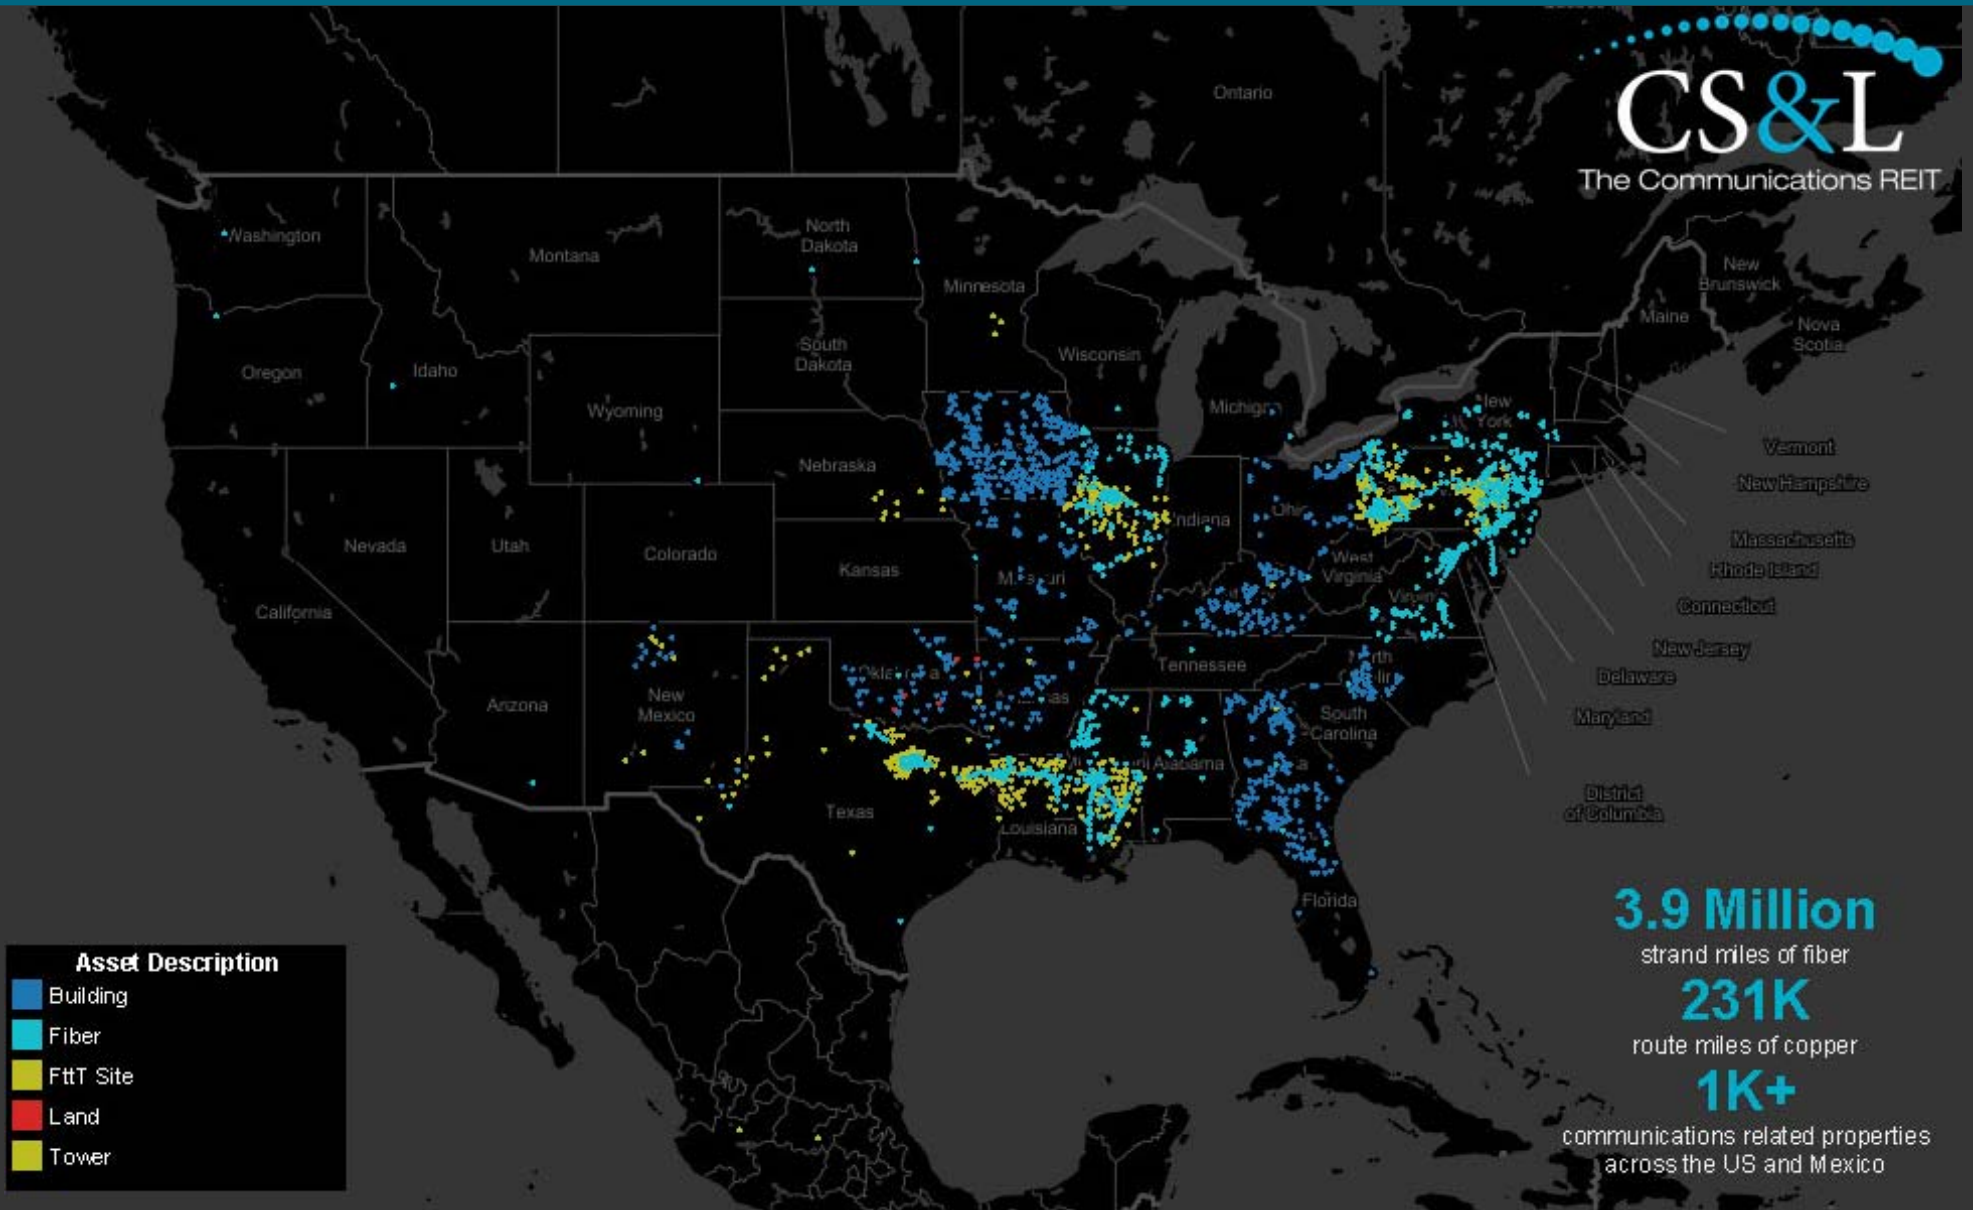 CS&L
The Communications REIT
Ontario
Washington
Montana
North
Dakota
Minnesota
New
Brunswick
Maine
Nova
Scotia
Oregon
Idaho
South
Dakota
Wisconsin
Wyoming
Michigan
New
York
Nebraska
Vermont
New Hampshire
Nevada
Utah
Colorado
Kansas
Indiana
Ohio
West
Virginia
Virginia
Massachusetts
Rhode Island
Connecticut
California
New Jersey
Tennessee
Delaware
Maryland
Arizona
New
Mexico
South
Carolina
Alabama
Texas
Louisiana
District
of Columbia
Florida
3.9 Million
strand miles of fiber
231K
route miles of copper
1K+
communications related properties
across the US and Mexico
Asset Description
Building
Fiber
FttT Site
Land
Tower